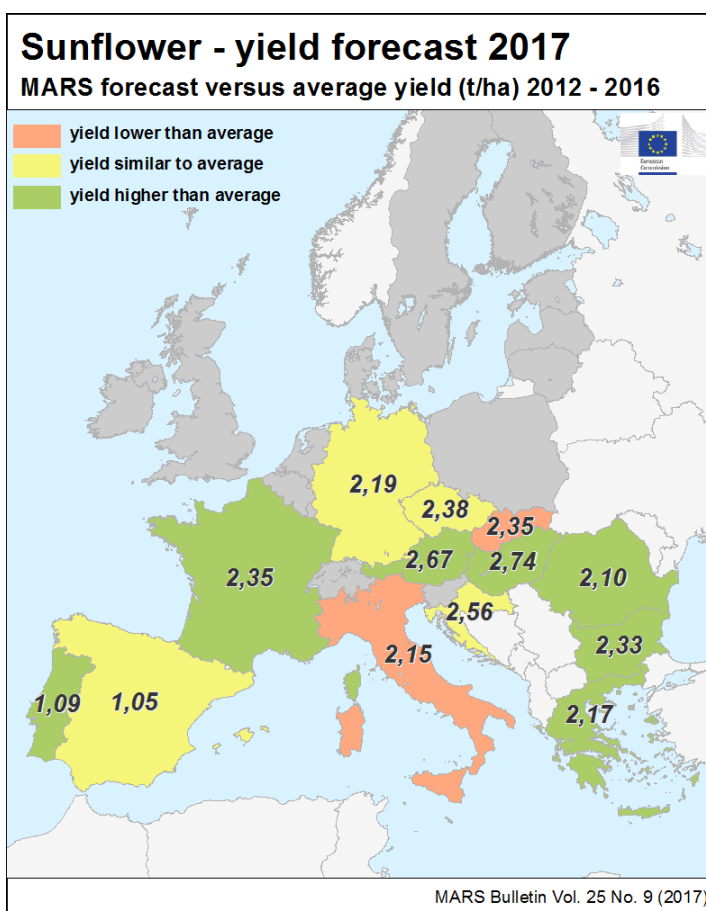 Sunflower - yield forecast 2017
MARS forecast versus average yield (t/ha) 2012 - 2016
yield lower than average
yield similar to average
yield higher than average
European
Commission
2,19
2,38
2,35
2,67
2,74
2,35
2,10
2,56
2,33
2,15
2,17
1,09
1,05
MARS Bulletin Vol. 25 No. 9 (2017)